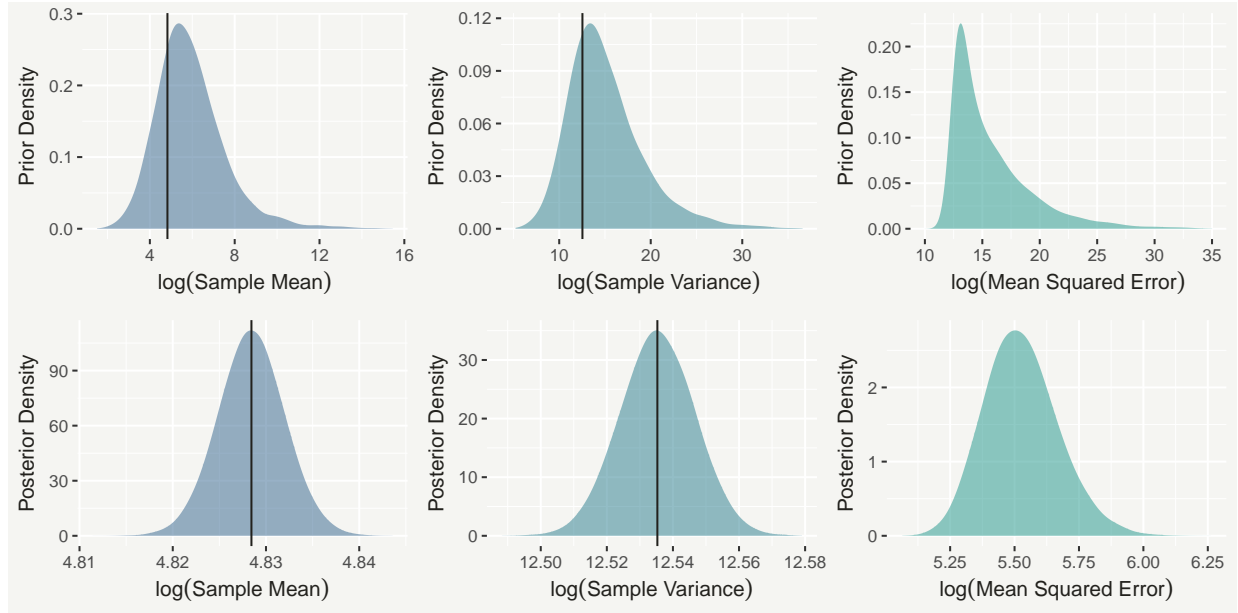 Prior Density
0.3
0.2
0.1
0.0
4 8 12 16
log(Sample Mean)
Prior Density
0.12
0.09
0.06
0.03
0.00
10 20 30
log(Sample Variance)
Prior Density
0.20
0.15
0.10
0.05
0.00
10 15 20 25 30 35
log(Mean Squared Error)
Posterior Density
90
60
30
0
4.81 4.82 4.83 4.84
log(Sample Mean)
Posterior Density
30
20
10
0
12.50 12.52 12.54 12.56 12.58
log(Sample Variance)
Posterior Density
2
1
0
5.25 5.50 5.75 6.00 6.25
log(Mean Squared Error)